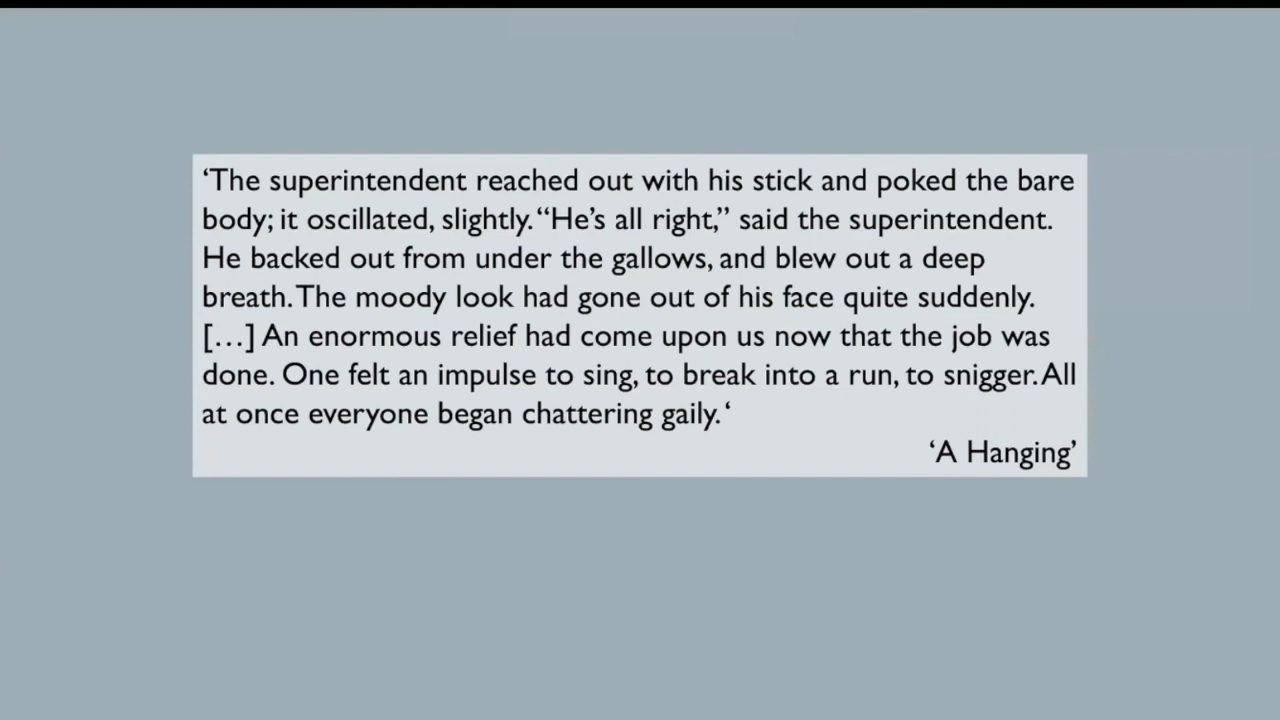 ‘The superintendent reached out with his stick and poked the bare
body; it oscillated, slightly. “He’s all right,” said the superintendent.
He backed out from under the gallows, and blew out a deep
breath. The moody look had gone out of his face quite suddenly.
[…] An enormous relief had come upon us now that the job was
done. One felt an impulse to sing, to break into a run, to snigger. All
at once everyone began chattering gaily. ‘
‘A Hanging’